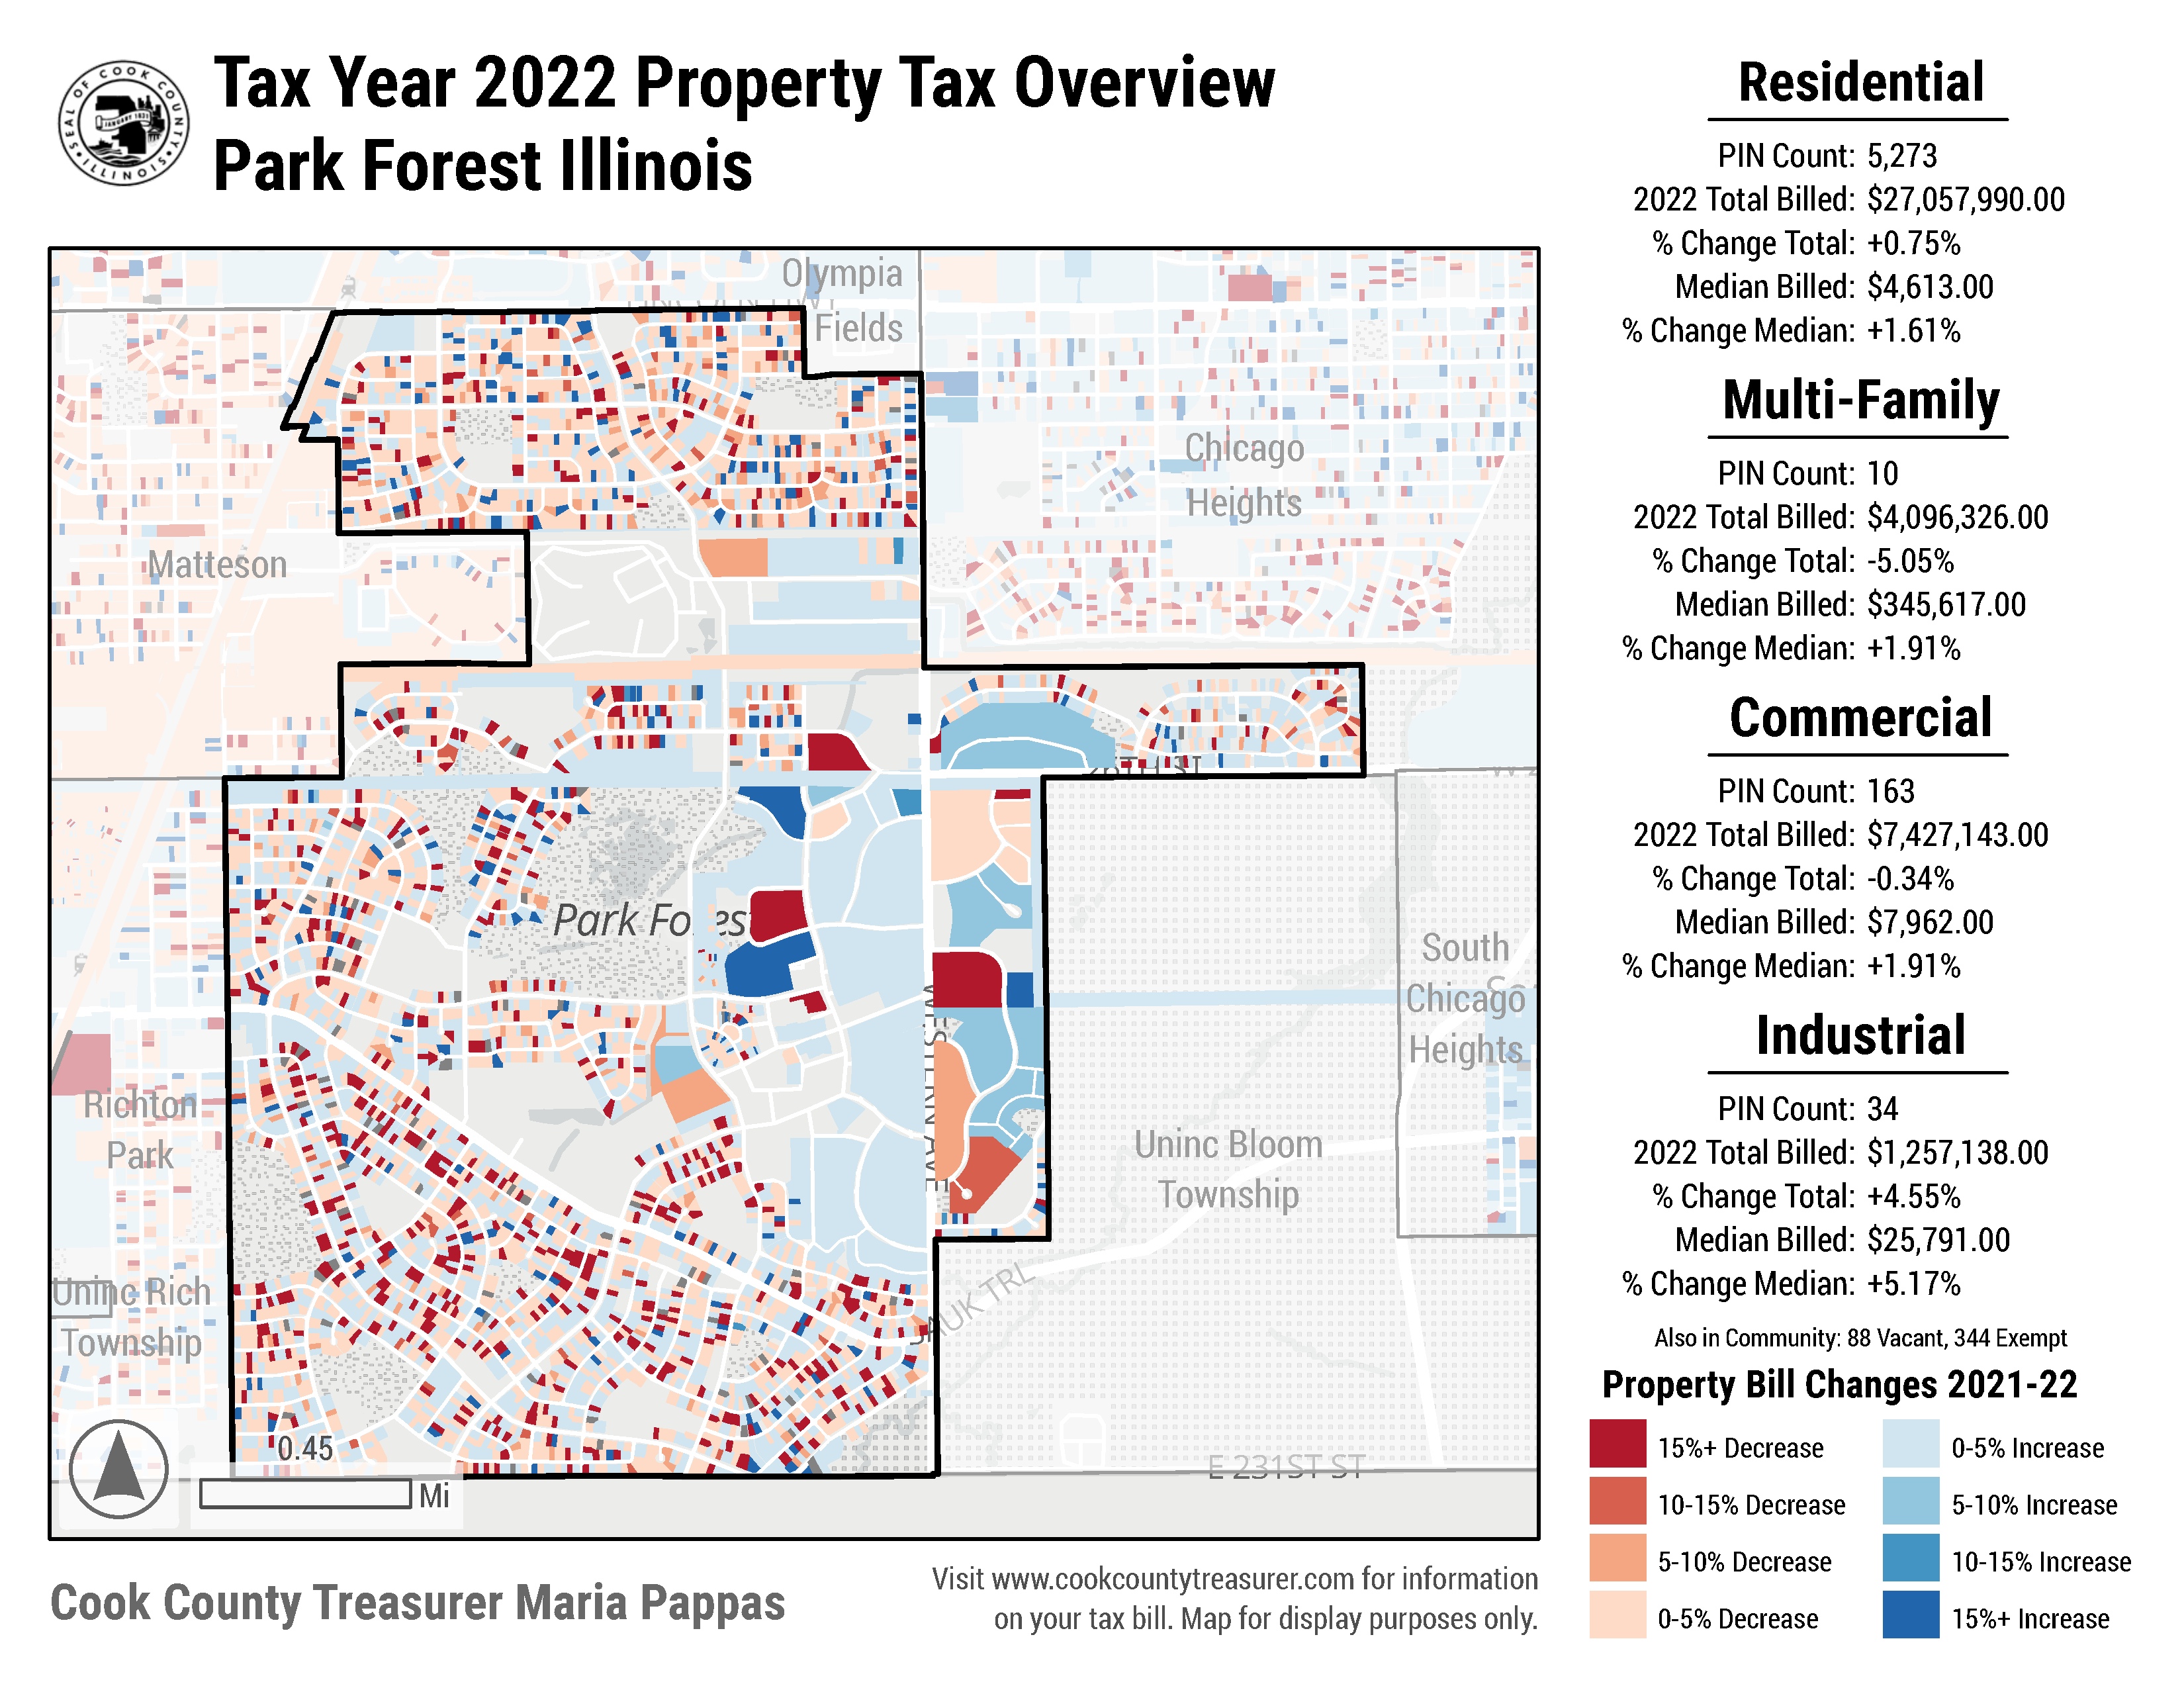 SEAL OF COOK COUNTY
ILLINOIS
JANUARY 1831
Tax Year 2022 Property Tax Overview
Park Forest Illinois
Olympia
Fields
Chicago
Heights
Matteson
26TH ST
Park Forest
South
Chicago
Heights
WESTERN AVE
Richton
Park
Uninc Bloom
Township
Uninc Rich
Township
SAUK TRL
E 231ST ST
0.45
Mi
Cook County Treasurer Maria Pappas
Visit www.cookcountytreasurer.com for information
on your tax bill. Map for display purposes only.
Residential
PIN Count: 5,273
2022 Total Billed: $27,057,990.00
% Change Total: +0.75%
Median Billed: $4,613.00
% Change Median: +1.61%
Multi-Family
PIN Count: 10
2022 Total Billed: $4,096,326.00
% Change Total: -5.05%
Median Billed: $345,617.00
% Change Median: +1.91%
Commercial
PIN Count: 163
2022 Total Billed: $7,427,143.00
% Change Total: -0.34%
Median Billed: $7,962.00
% Change Median: +1.91%
Industrial
PIN Count: 34
2022 Total Billed: $1,257,138.00
% Change Total: +4.55%
Median Billed: $25,791.00
% Change Median: +5.17%
Also in Community: 88 Vacant, 344 Exempt
Property Bill Changes 2021-22
15%+ Decrease
10-15% Decrease
5-10% Decrease
0-5% Decrease
0-5% Increase
5-10% Increase
10-15% Increase
15%+ Increase